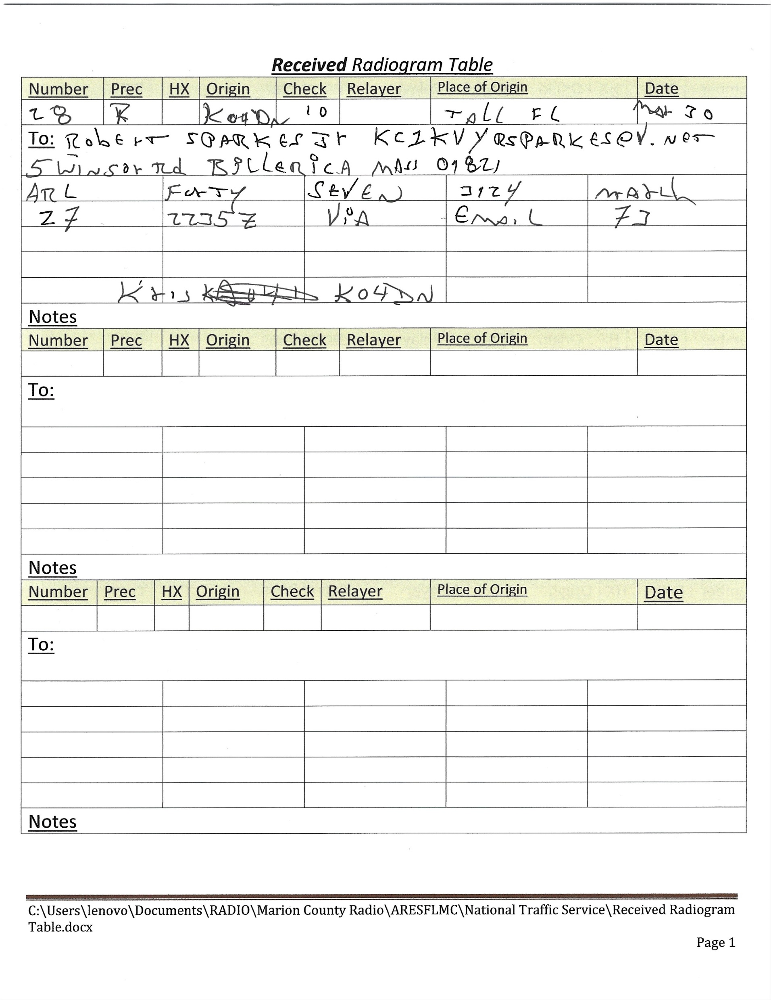 Received Radiogram Table
Number Prec HX Origin Check Relayer Place of Origin Date
28 R KO4DN 10 TALL FL Mar 30
To: Robert SPARKES Jr KC1KVY RSPARKES@V.Net
5 Winsor Rd Billerica Mass 01821
ARL Forty SEVEN 3124 march
27 2235Z ViA Email 73
Kris KO4DN
Notes
Number Prec HX Origin Check Relayer Place of Origin Date
To:
Notes
Number Prec HX Origin Check Relayer Place of Origin Date
To:
Notes
C:\Users\lenovo\Documents\RADIO\Marion County Radio\ARESFLMC\National Traffic Service\Received Radiogram
Table.docx
Page 1